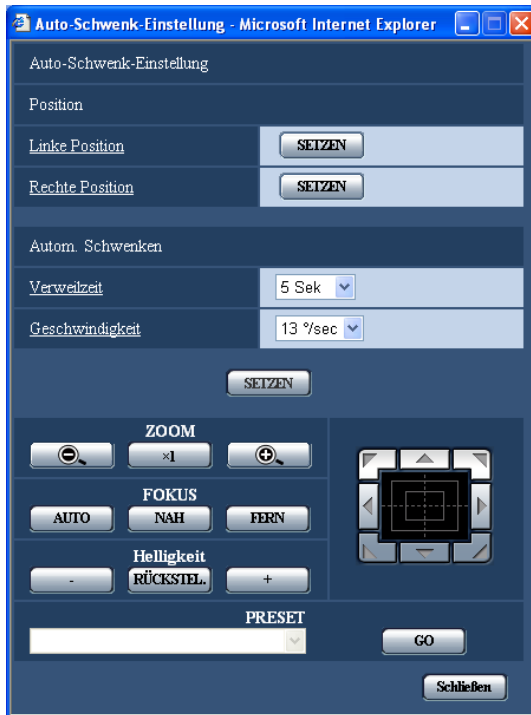 Auto-Schwenk-Einstellung - Microsoft Internet Explorer
Auto-Schwenk-Einstellung
Position
Linke Position SETZEN
Rechte Position SETZEN
Autom. Schwenken
Verweilzeit 5 Sek
Geschwindigkeit 13 °/sec
SETZEN
ZOOM
×1
FOKUS
AUTO NAH FERN
Helligkeit
- RÜCKSTEL. +
PRESET
GO
Schließen